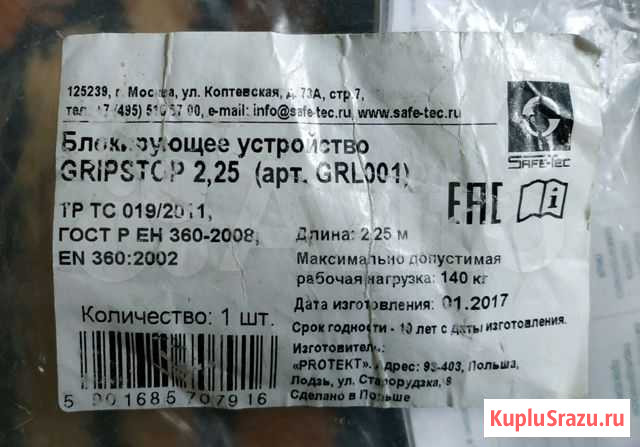 125239, г. Москва, ул. Коптевская, д. 73А, стр.7,
тел. +7 (495) 510 57 00, e-mail: info@safe-tec.ru, www.safe-tec.ru
Блокирующее устройство
GRIPSTOP 2,25 (арт. GRL001)
SAFE-TEC
ТР ТС 019/2011,
ГОСТ Р ЕН 360-2008,
EN 360:2002
EAC
Длина: 2,25 м
Максимально допустимая
рабочая нагрузка: 140 кг
Дата изготовления: 01.2017
Срок годности - 10 лет с даты изготовления.
Количество: 1 шт.
Изготовитель:
«PROTEKT». Адрес: 93-403, Польша,
Лодзь, ул. Старорудзка, 9
Сделано в Польше
5 901685 707916
KupluSrazu.ru